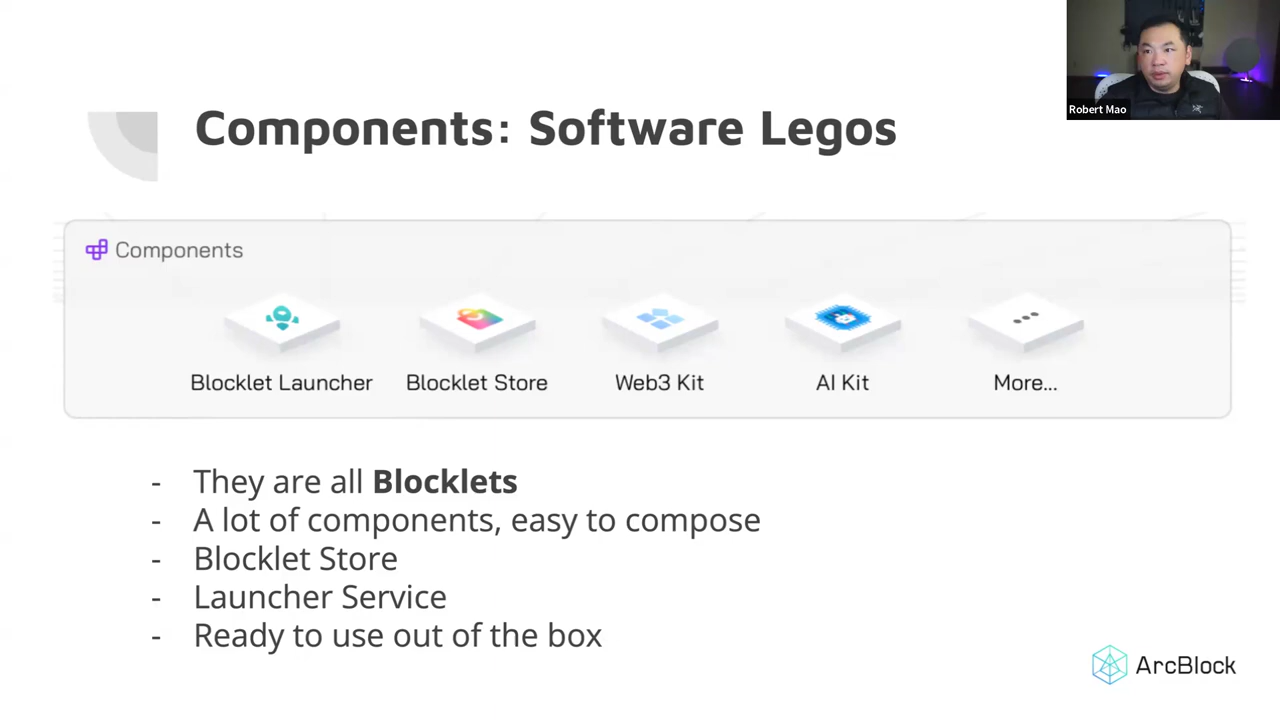 Robert Mao
Components: Software Legos
Components
Blocklet Launcher
Blocklet Store
Web3 Kit
AI Kit
More...
- They are all Blocklets
- A lot of components, easy to compose
- Blocklet Store
- Launcher Service
- Ready to use out of the box
ArcBlock